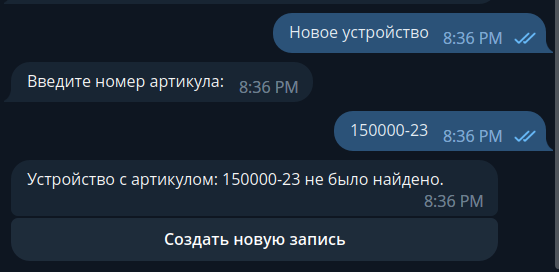 Новое устройство 8:36 PM
Введите номер артикула: 8:36 PM
150000-23 8:36 PM
Устройство с артикулом: 150000-23 не было найдено.
8:36 PM
Создать новую запись